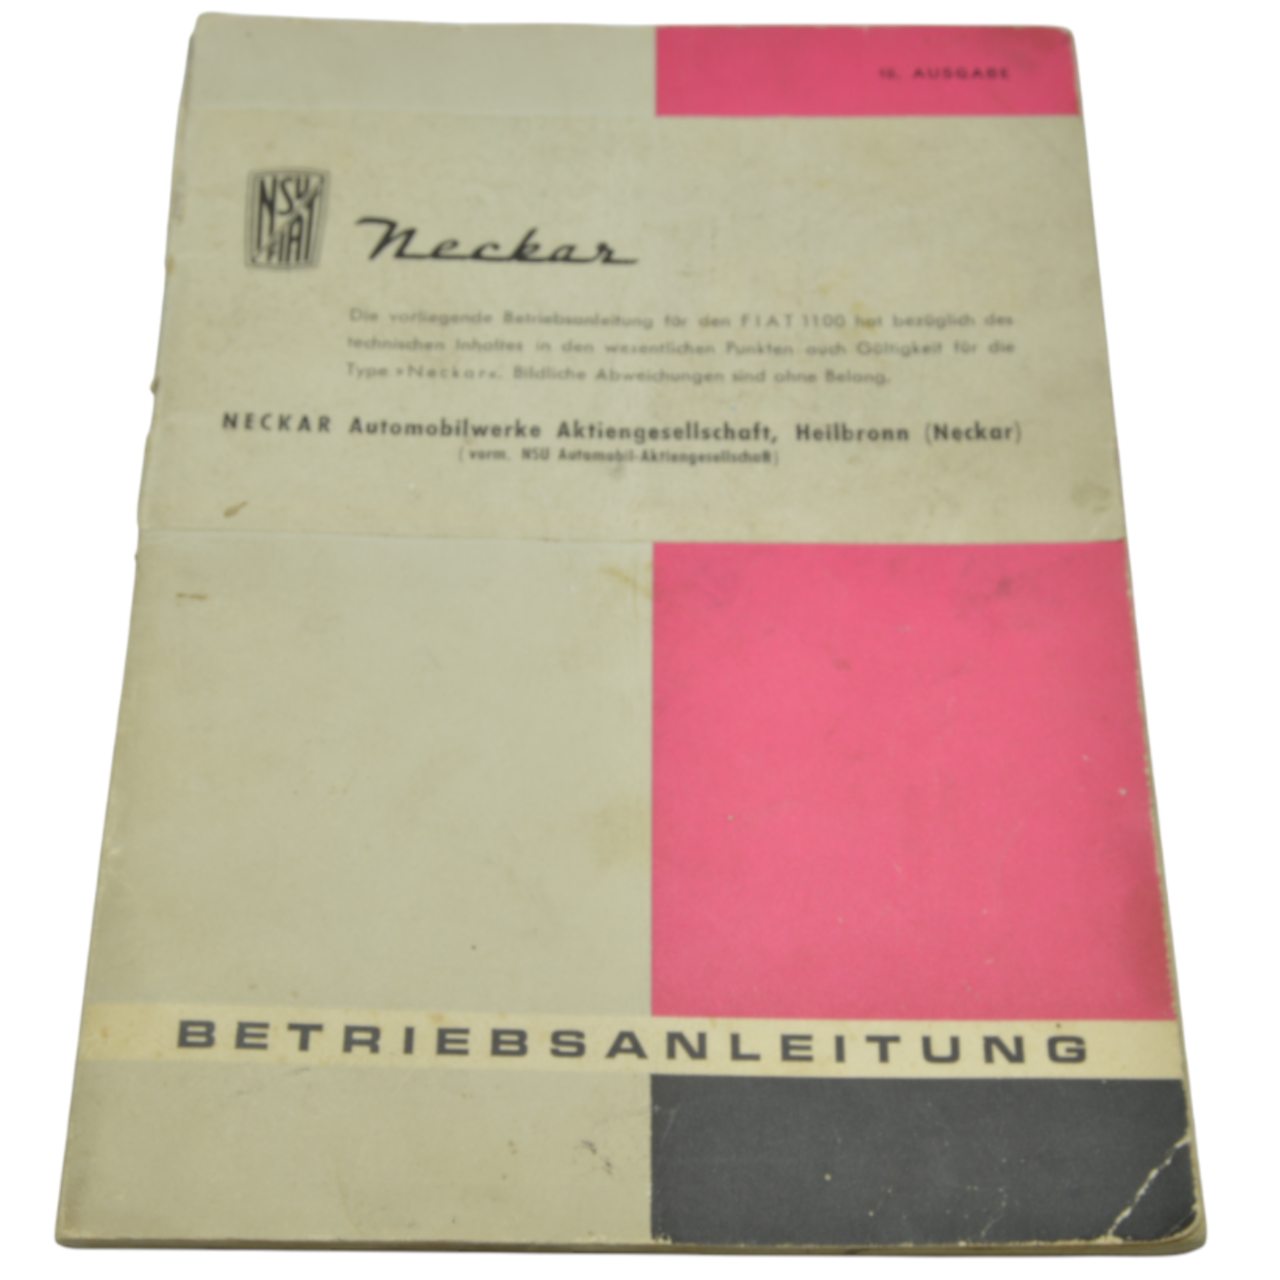 AUSGABE
NSU
FIAT
Neckar
Die vorliegende Betriebsanleitung für den FIAT 1100 hat bezüglich des
technischen Inhaltes in den wesentlichen Punkten auch Gültigkeit für die
Type »Neckar«. Bildliche Abweichungen sind ohne Belang.
NECKAR Automobilwerke Aktiengesellschaft, Heilbronn (Neckar)
(vorm. NSU Automobil-Aktiengesellschaft)
BETRIEBSANLEITUNG